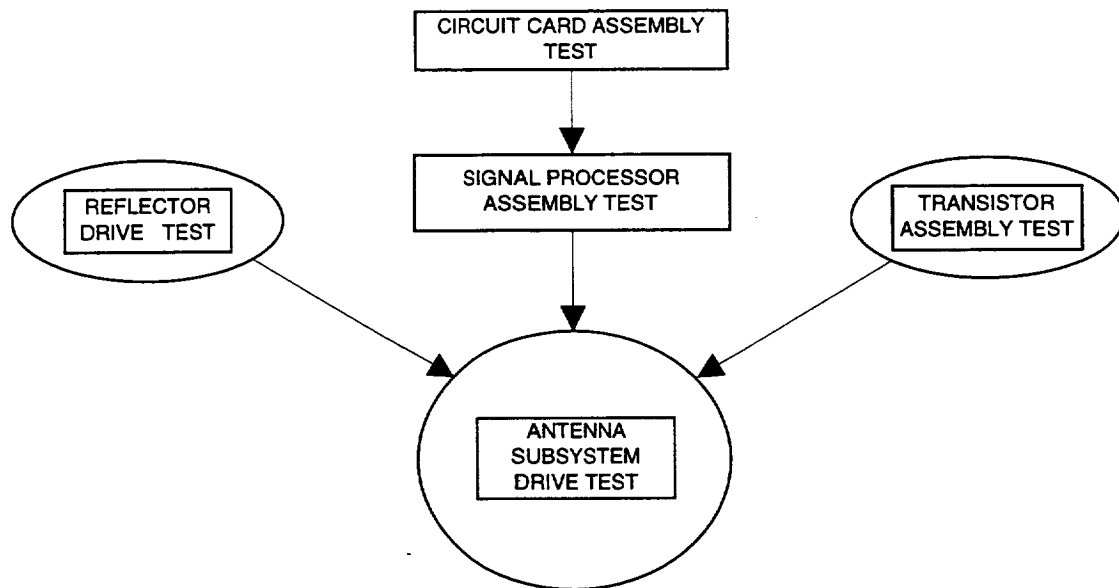 CIRCUIT CARD ASSEMBLY
TEST
SIGNAL PROCESSOR
ASSEMBLY TEST
REFLECTOR
DRIVE TEST
TRANSISTOR
ASSEMBLY TEST
ANTENNA
SUBSYSTEM
DRIVE TEST